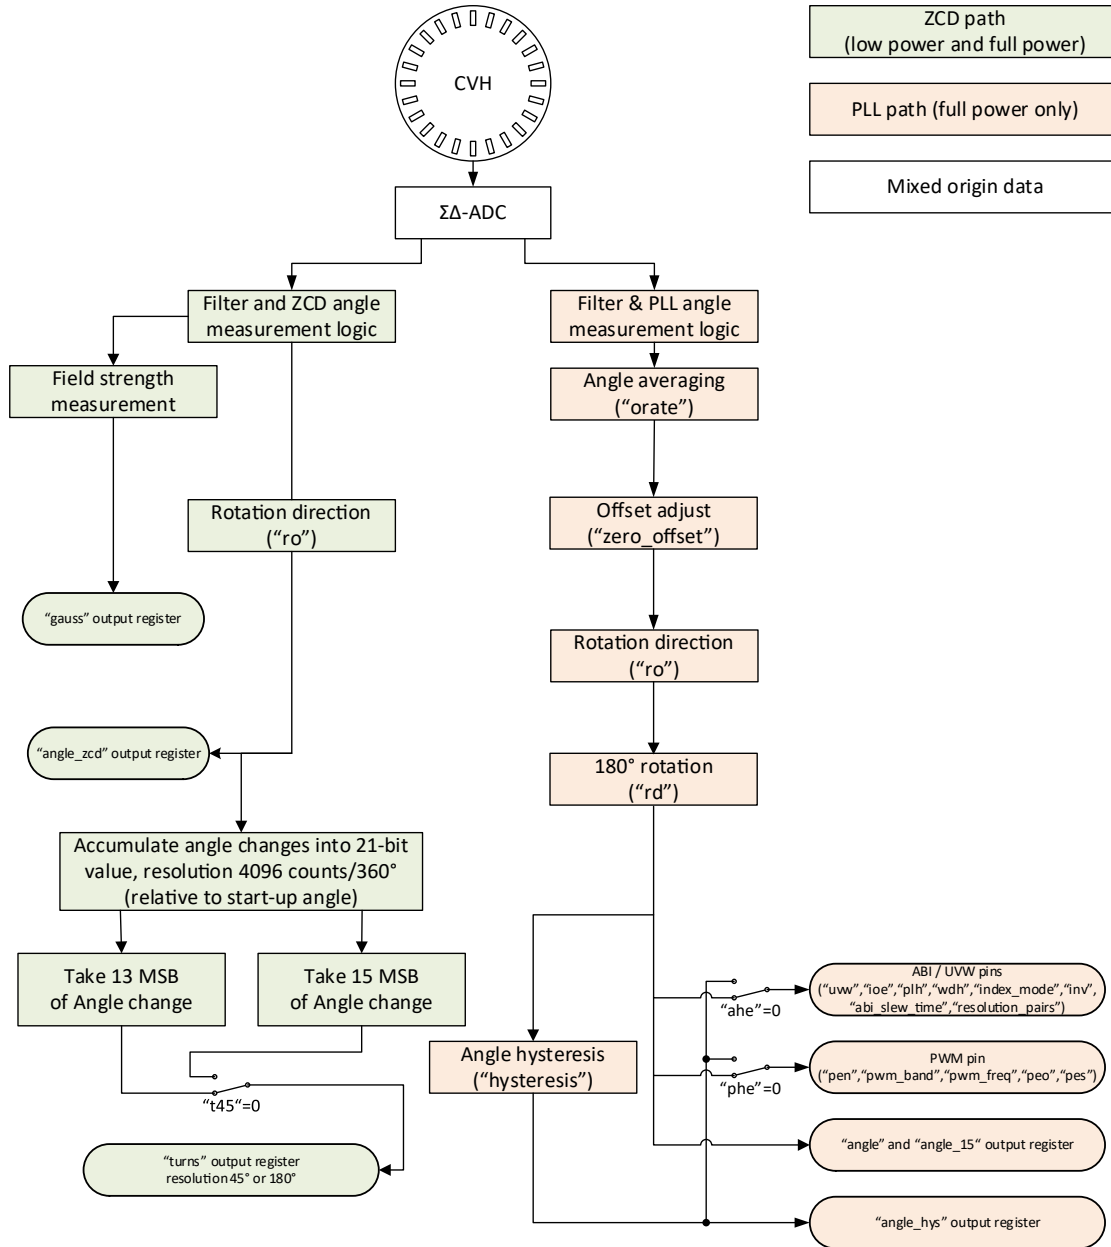 CVH
ZCD path
(low power and full power)
PLL path (full power only)
Mixed origin data
ΣΔ-ADC
Filter and ZCD angle
measurement logic
Filter & PLL angle
measurement logic
Field strength
measurement
Angle averaging
(“orate”)
Rotation direction
(“ro”)
Offset adjust
(“zero_offset”)
“gauss” output register
Rotation direction
(“ro”)
“angle_zcd” output register
180° rotation
(“rd”)
Accumulate angle changes into 21-bit
value, resolution 4096 counts/360°
(relative to start-up angle)
Take 13 MSB
of Angle change
Take 15 MSB
of Angle change
ABI / UVW pins
(“uvw”,“ioe”,“plh”,“wdh”,“index_mode”,“inv”,
“abi_slew_time”,“resolution_pairs”)
“ahe”=0
Angle hysteresis
(“hysteresis”)
PWM pin
(“pen”,“pwm_band”,“pwm_freq”,“peo”,“pes”)
“phe”=0
“t45“=0
“angle” and “angle_15“ output register
“turns” output register
resolution 45° or 180°
“angle_hys” output register